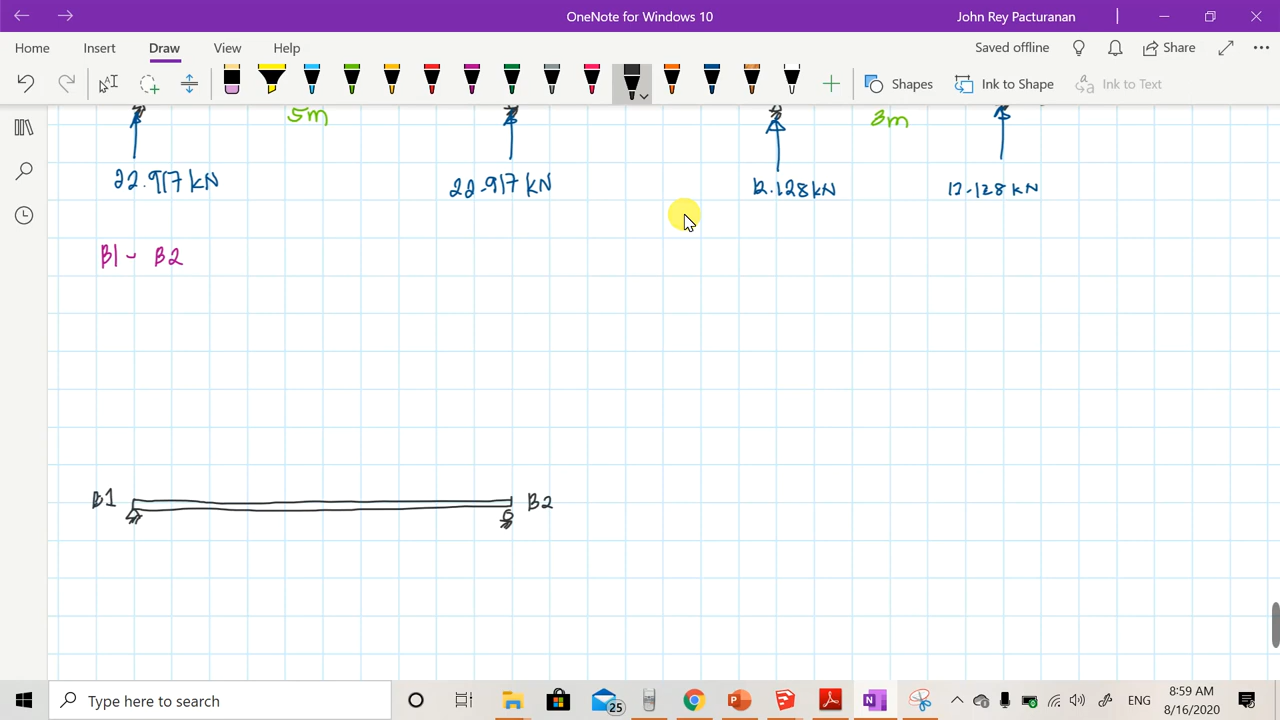 OneNote for Windows 10
John Rey Pacturanan
Home Insert Draw View Help
Saved offline
Share
Shapes
Ink to Shape
Ink to Text
5m
3m
22.917 kN
22.917 kN
12.128 kN
12.128 kN
B1 - B2
B1
B2
Type here to search
25
ENG
8:59 AM
8/16/2020